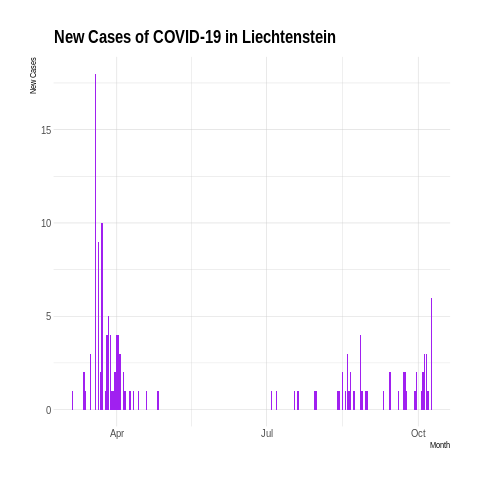 New Cases of COVID-19 in Liechtenstein
New Cases
15
10
5
0
Apr
Jul
Oct
Month